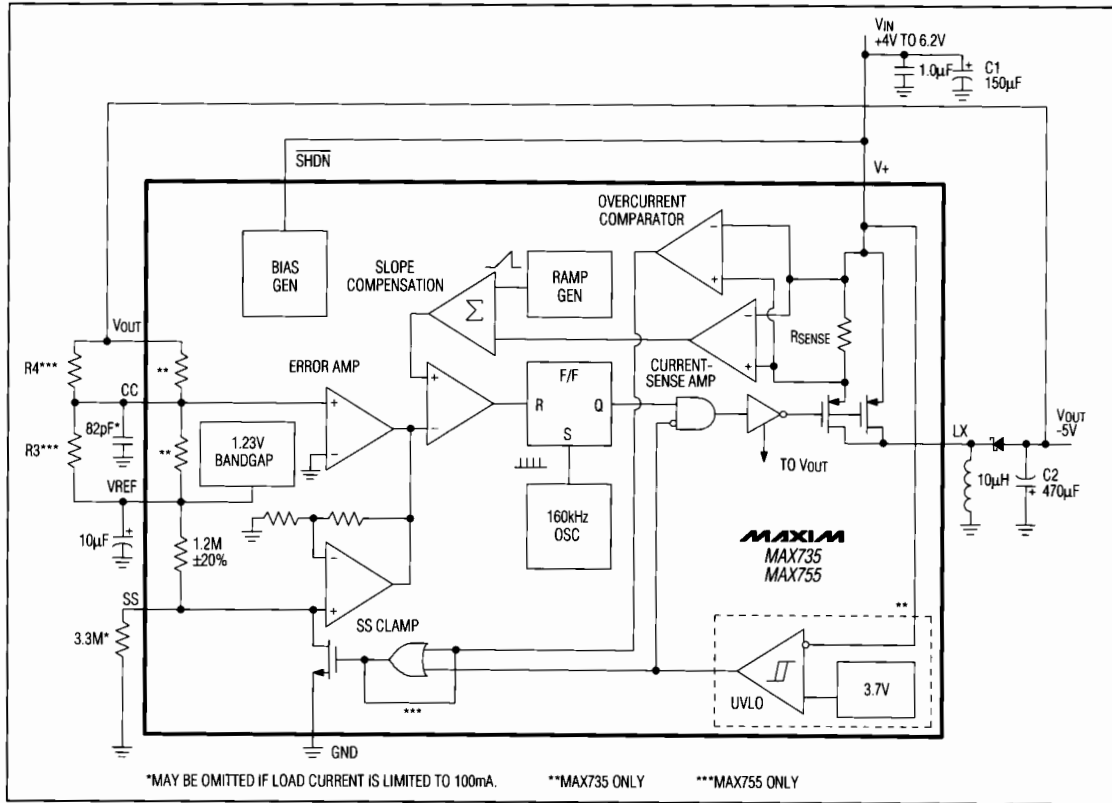 VIN
+4V TO 6.2V
1.0µF
+
C1
150µF
SHDN
V+
OVERCURRENT
COMPARATOR
BIAS
GEN
SLOPE
COMPENSATION
RAMP
GEN
Σ
−
+
−
+
RSENSE
VOUT
R4***
**
CC
ERROR AMP
CURRENT-
SENSE AMP
F/F
R
Q
S
+
−
+
−
82pF*
R3***
**
1.23V
BANDGAP
VREF
TO VOUT
LX
VOUT
-5V
10µH
C2
+
470µF
160kHz
OSC
10µF
+
1.2M
±20%
MAXIM
MAX735
MAX755
SS
−
+
SS CLAMP
3.3M*
**
3.7V
UVLO
***
GND
*MAY BE OMITTED IF LOAD CURRENT IS LIMITED TO 100mA. **MAX735 ONLY ***MAX755 ONLY